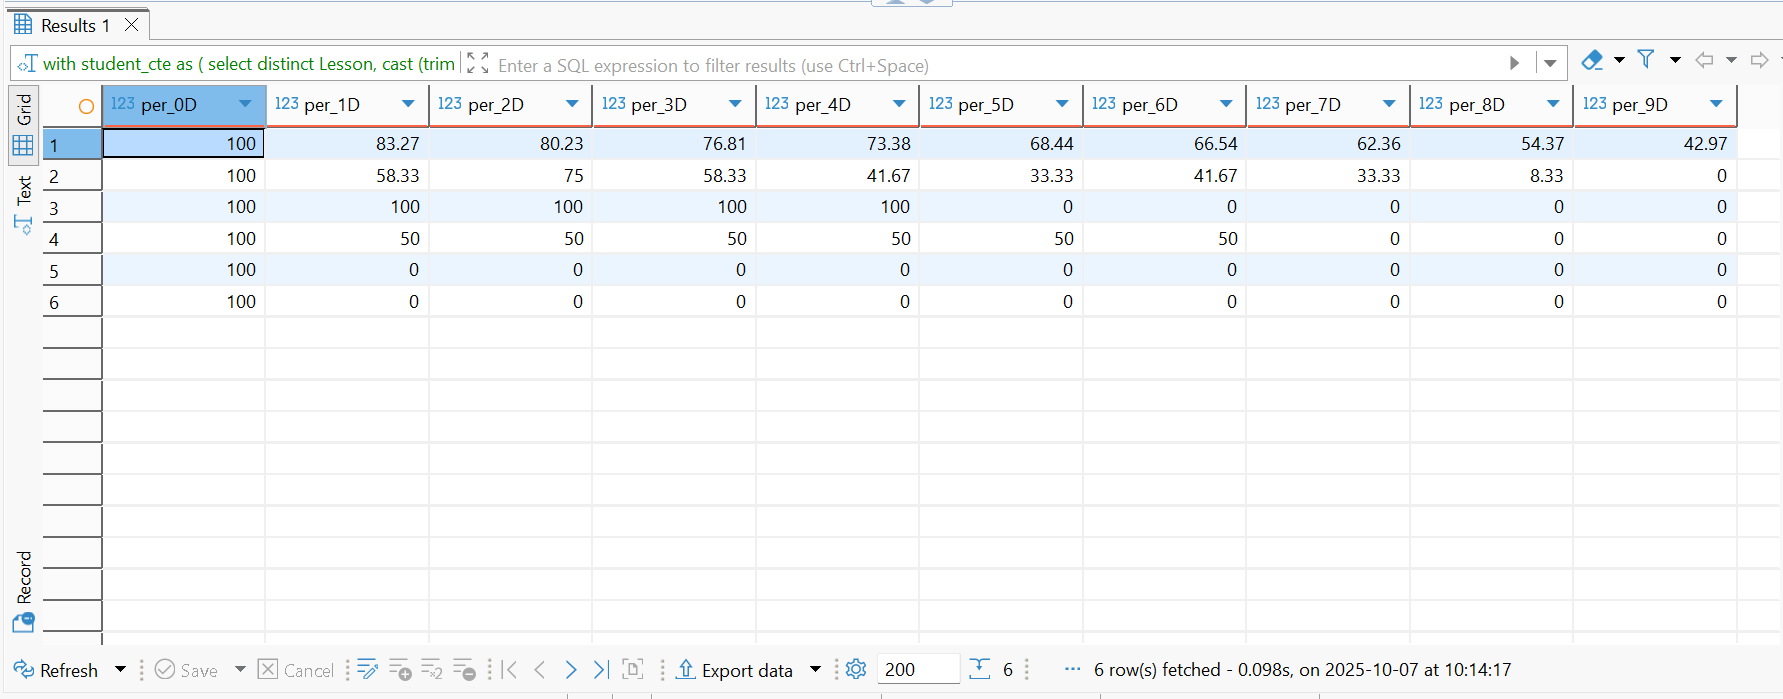 Results 1
with student_cte as ( select distinct Lesson, cast (trim Enter a SQL expression to filter results (use Ctrl+Space)
Grid
Text
Record
123 per_0D 123 per_1D 123 per_2D 123 per_3D 123 per_4D 123 per_5D 123 per_6D 123 per_7D 123 per_8D 123 per_9D
1 100 83.27 80.23 76.81 73.38 68.44 66.54 62.36 54.37 42.97
2 100 58.33 75 58.33 41.67 33.33 41.67 33.33 8.33 0
3 100 100 100 100 100 0 0 0 0 0
4 100 50 50 50 50 50 50 0 0 0
5 100 0 0 0 0 0 0 0 0 0
6 100 0 0 0 0 0 0 0 0 0
Refresh Save Cancel Export data 200 6 ... 6 row(s) fetched - 0.098s, on 2025-10-07 at 10:14:17